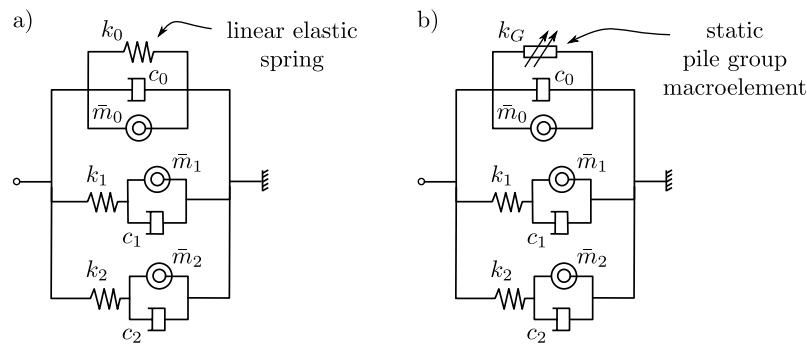 a)
k₀
linear elastic
spring
c₀
m̄₀
k₁
m̄₁
c₁
k₂
m̄₂
c₂
b)
k_G
static
pile group
macroelement
c₀
m̄₀
k₁
m̄₁
c₁
k₂
m̄₂
c₂